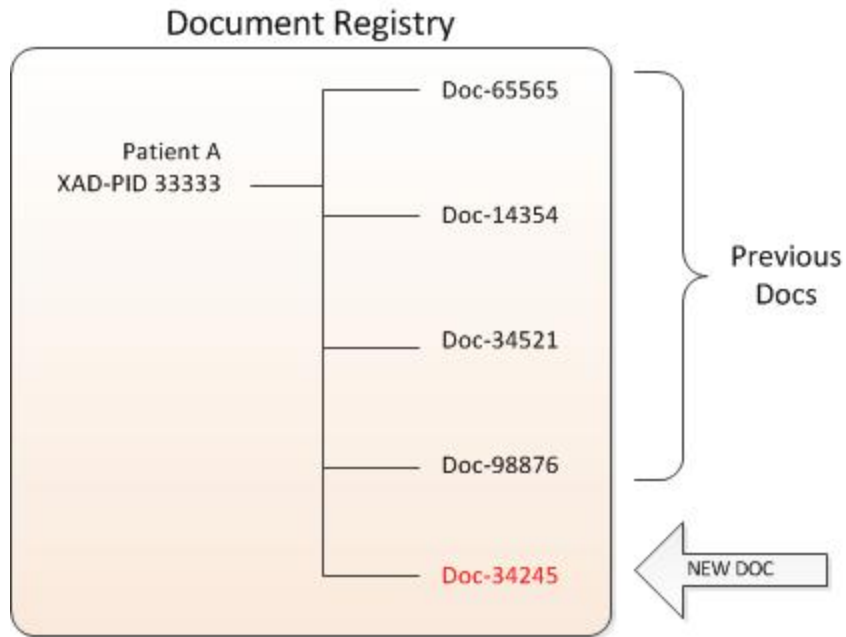 Document Registry
Doc-65565
Patient A
XAD-PID 33333
Doc-14354
Previous
Docs
Doc-34521
Doc-98876
Doc-34245
NEW DOC